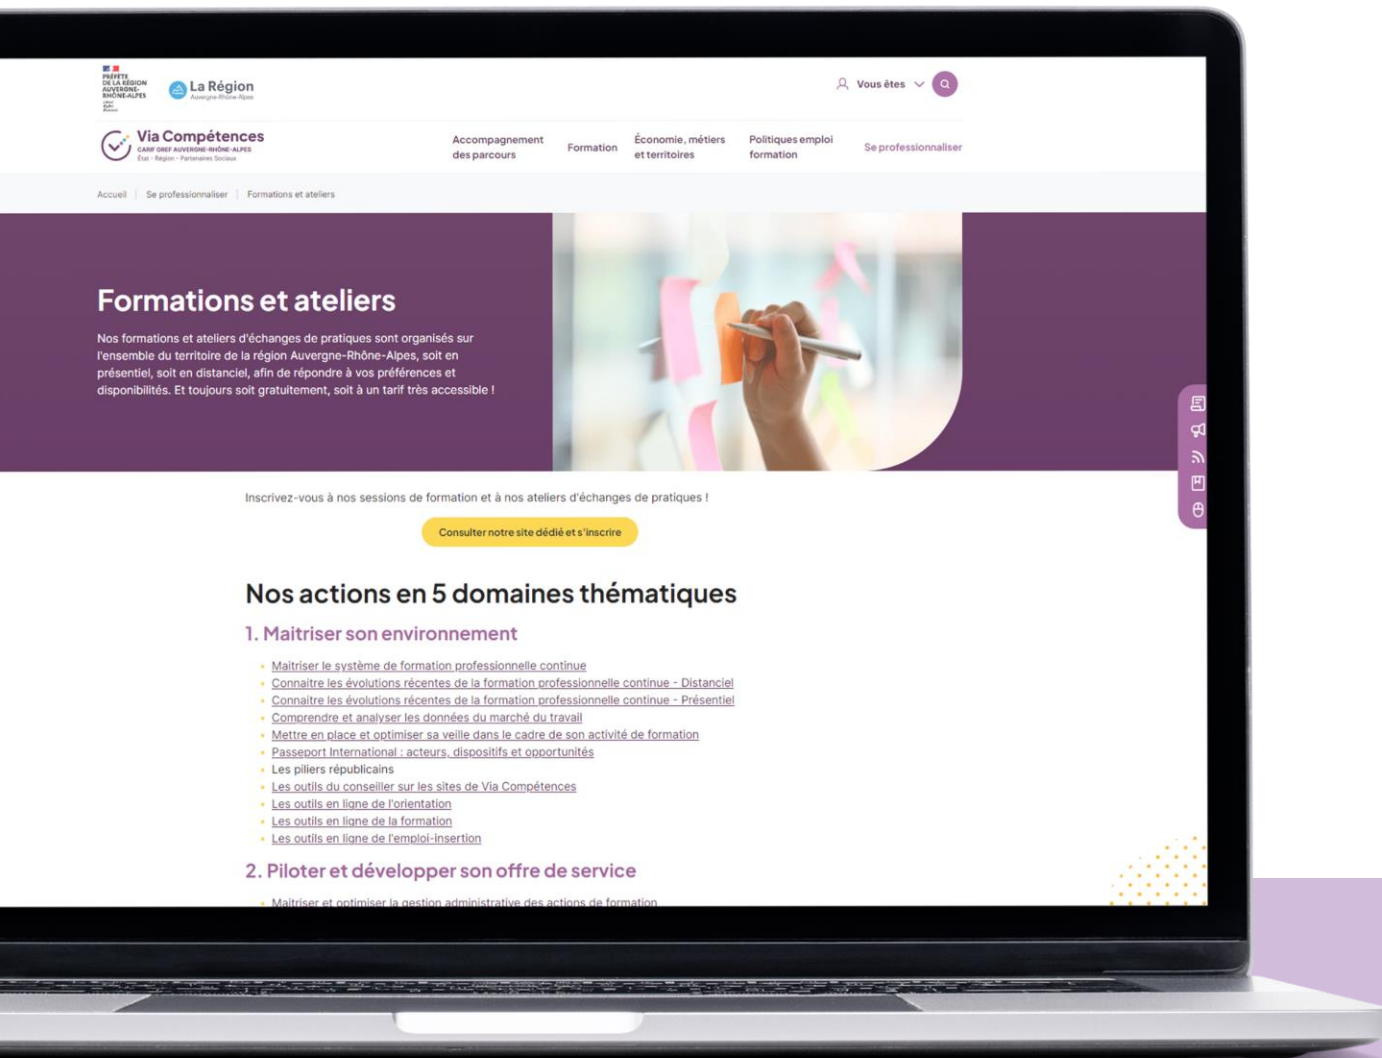 PRÉFÈTE
DE LA RÉGION
AUVERGNE-
RHÔNE-ALPES
La Région
Auvergne-Rhône-Alpes
Vous êtes
Via Compétences
CARIF OREF AUVERGNE-RHÔNE-ALPES
État - Région - Partenaires Sociaux
Accompagnement
des parcours
Formation
Économie, métiers
et territoires
Politiques emploi
formation
Se professionnaliser
Accueil | Se professionnaliser | Formations et ateliers
Formations et ateliers
Nos formations et ateliers d'échanges de pratiques sont organisés sur
l'ensemble du territoire de la région Auvergne-Rhône-Alpes, soit en
présentiel, soit en distanciel, afin de répondre à vos préférences et
disponibilités. Et toujours soit gratuitement, soit à un tarif très accessible !
Inscrivez-vous à nos sessions de formation et à nos ateliers d'échanges de pratiques !
Consulter notre site dédié et s'inscrire
Nos actions en 5 domaines thématiques
1. Maitriser son environnement
Maitriser le système de formation professionnelle continue
Connaitre les évolutions récentes de la formation professionnelle continue - Distanciel
Connaitre les évolutions récentes de la formation professionnelle continue - Présentiel
Comprendre et analyser les données du marché du travail
Mettre en place et optimiser sa veille dans le cadre de son activité de formation
Passeport International : acteurs, dispositifs et opportunités
Les piliers républicains
Les outils du conseiller sur les sites de Via Compétences
Les outils en ligne de l'orientation
Les outils en ligne de la formation
Les outils en ligne de l'emploi-insertion
2. Piloter et développer son offre de service
Maitriser et optimiser la gestion administrative des actions de formation